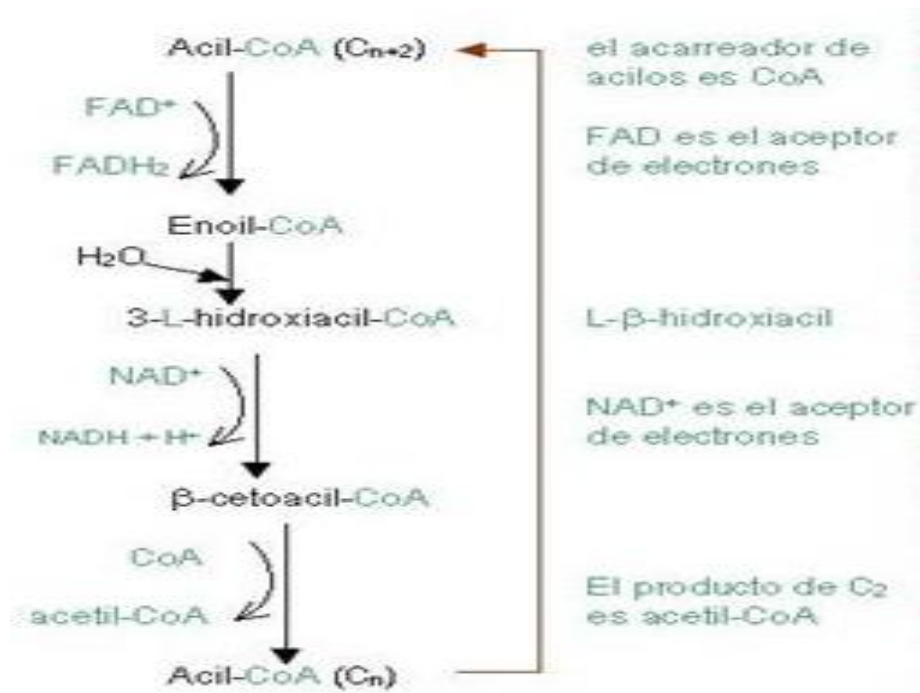 Acil-CoA (Cn+2)
el acarreador de
acilos es CoA
FAD+
FADH2
FAD es el aceptor
de electrones
Enoil-CoA
H2O
3-L-hidroxiacil-CoA
L-β-hidroxiacil
NAD+
NADH + H+
NAD+ es el aceptor
de electrones
β-cetoacil-CoA
CoA
acetil-CoA
El producto de C2
es acetil-CoA
Acil-CoA (Cn)